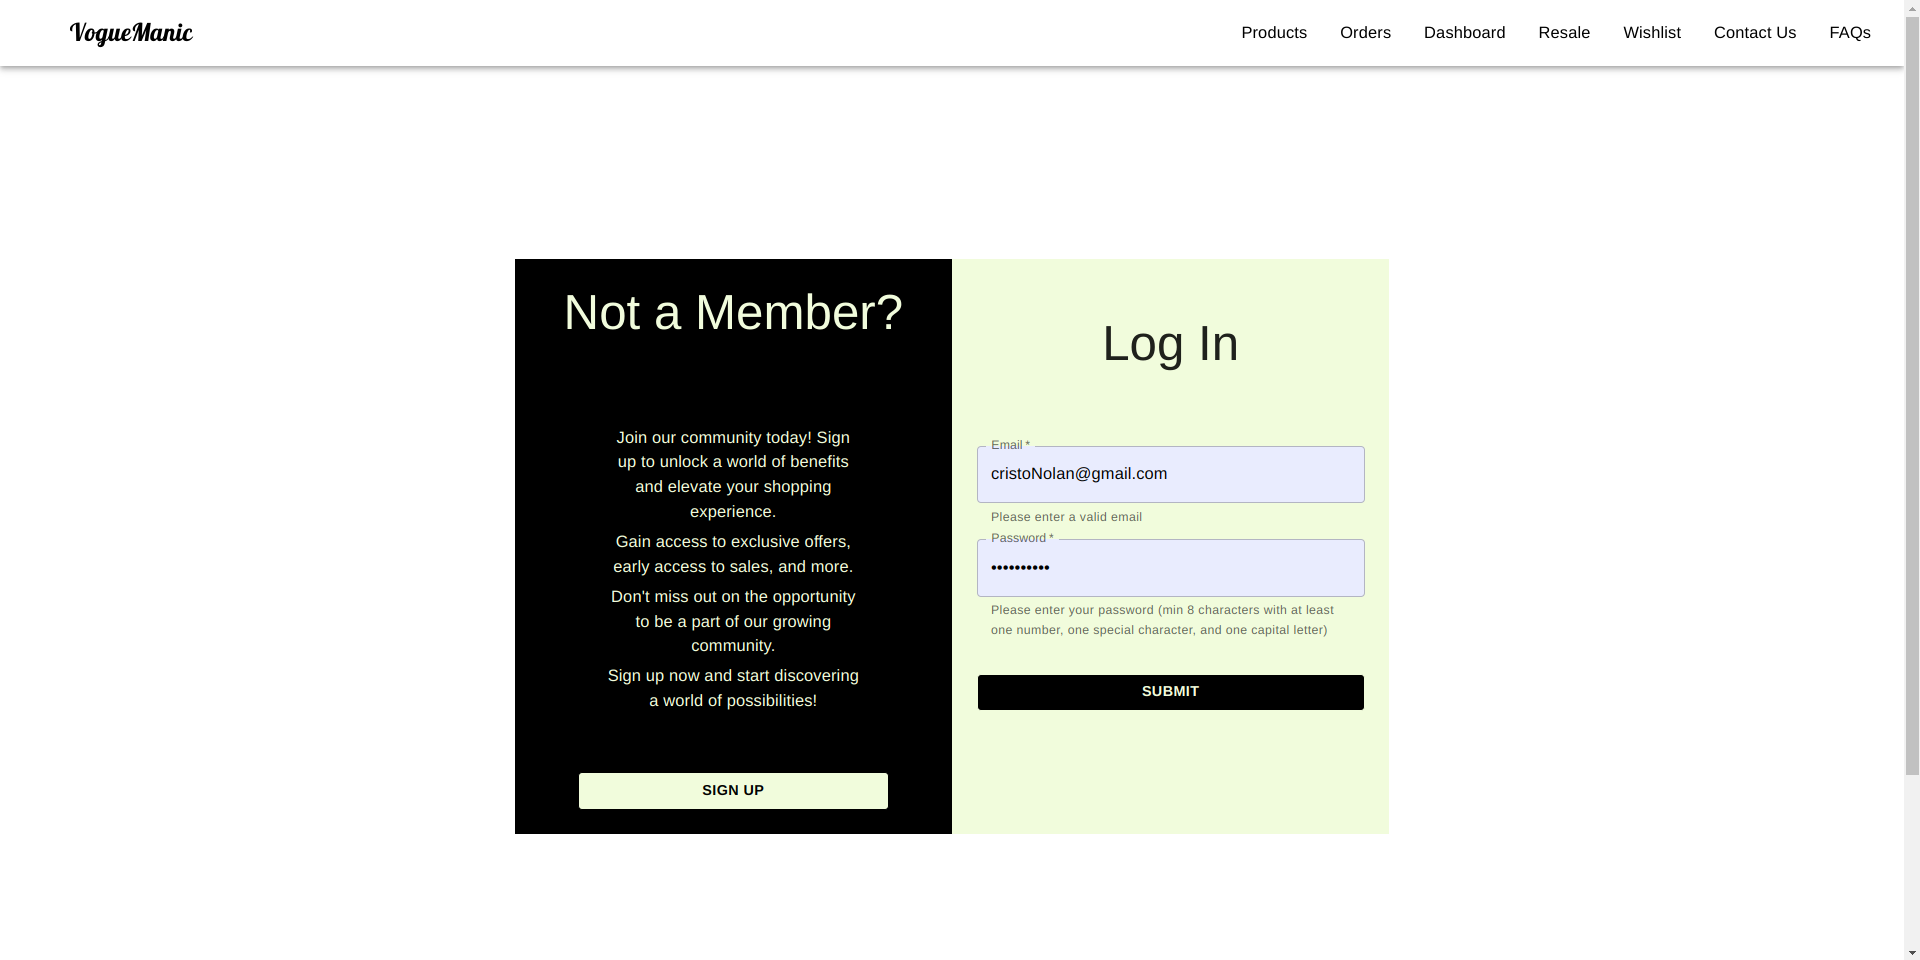 VogueManic
Products Orders Dashboard Resale Wishlist Contact Us FAQs
Not a Member?
Join our community today! Sign
up to unlock a world of benefits
and elevate your shopping
experience.
Gain access to exclusive offers,
early access to sales, and more.
Don't miss out on the opportunity
to be a part of our growing
community.
Sign up now and start discovering
a world of possibilities!
SIGN UP
Log In
Email *
cristoNolan@gmail.com
Please enter a valid email
Password *
••••••••••
Please enter your password (min 8 characters with at least
one number, one special character, and one capital letter)
SUBMIT